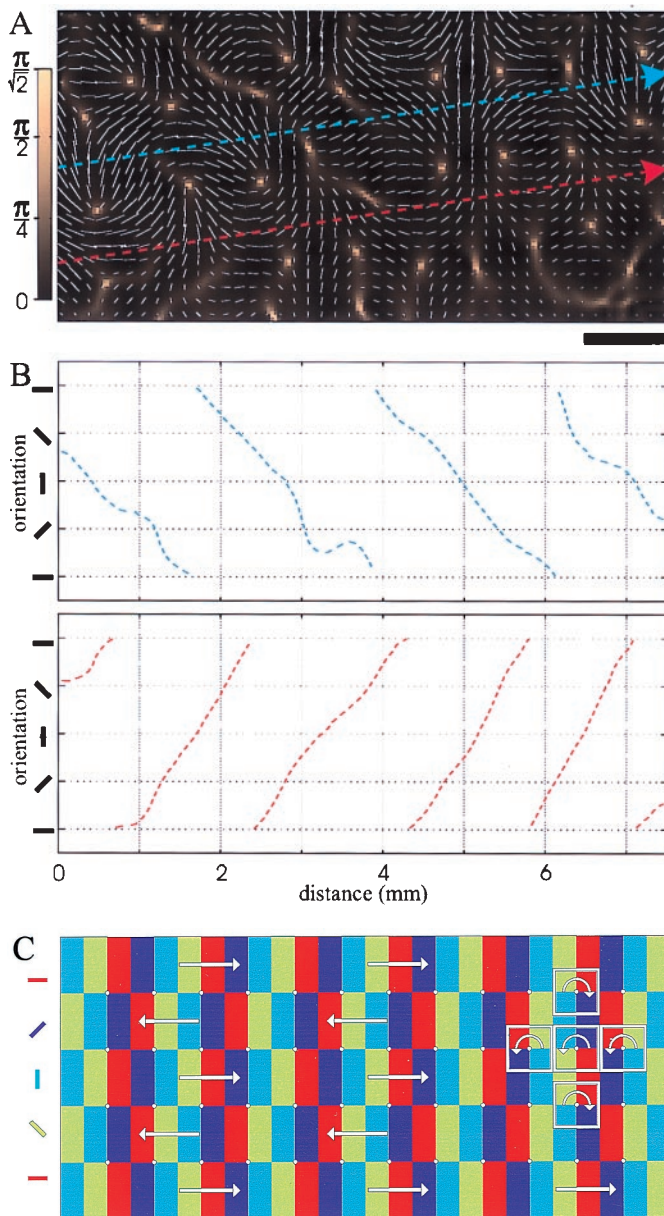 A
π
√2
π
2
π
4
0
B
orientation
orientation
0
2
4
6
distance (mm)
C